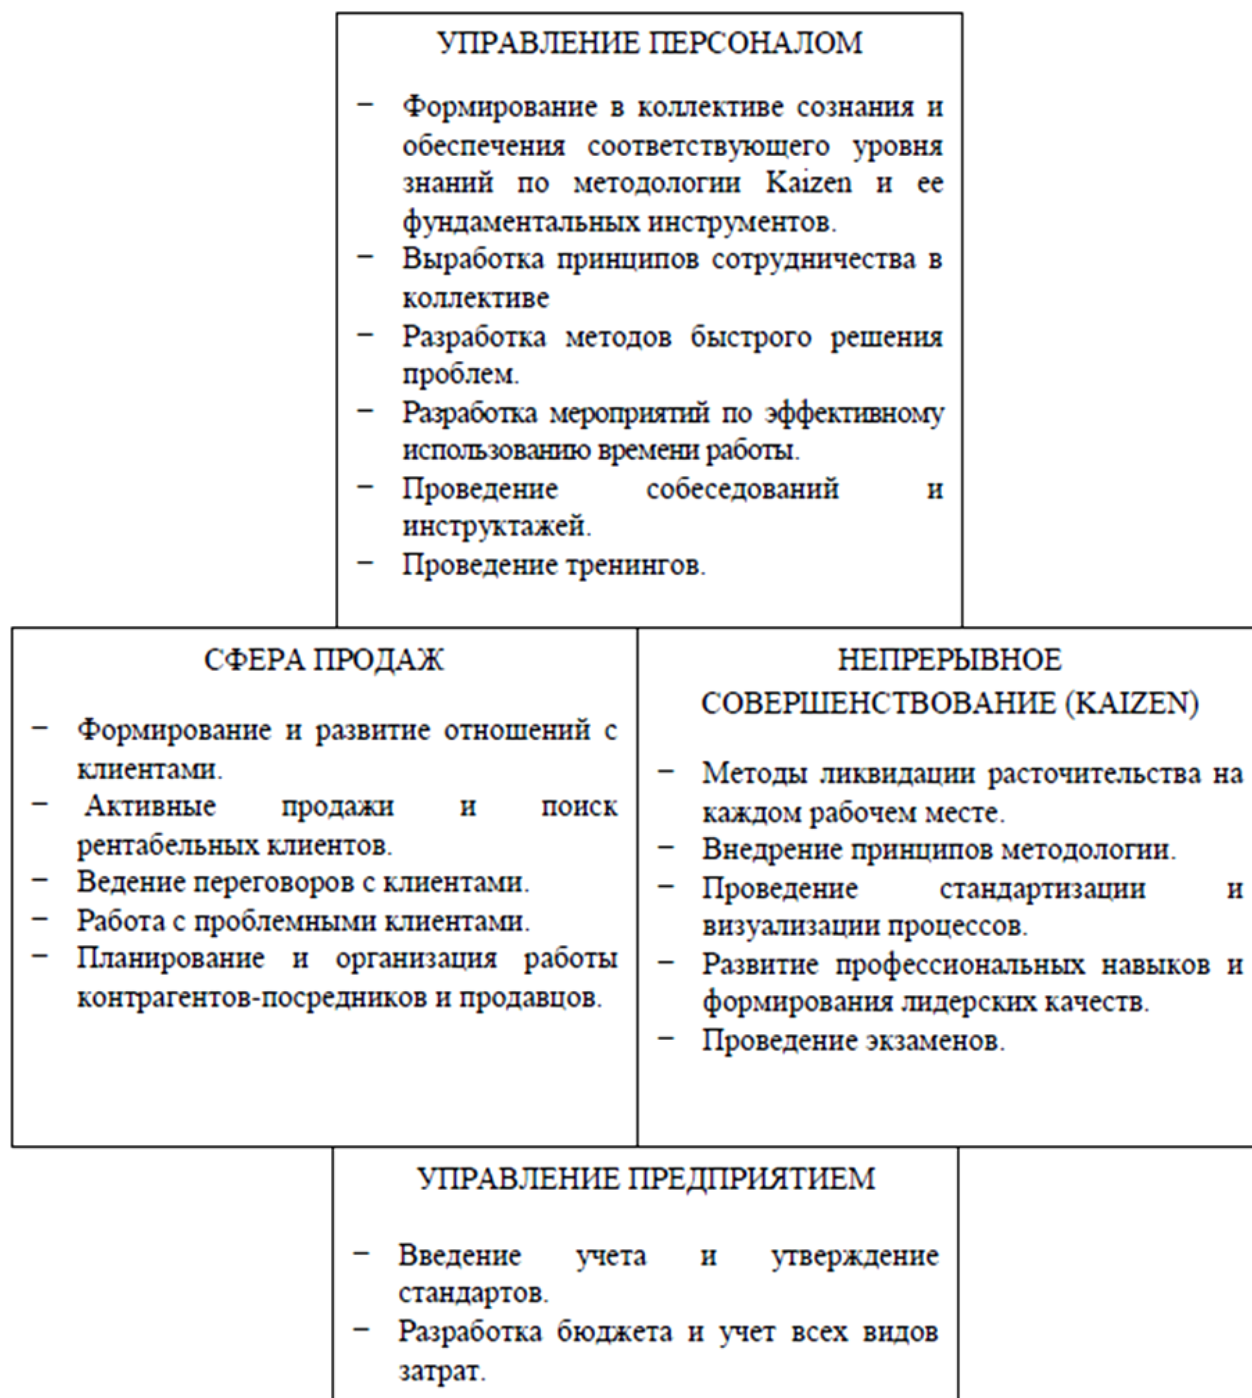 УПРАВЛЕНИЕ ПЕРСОНАЛОМ
− Формирование в коллективе сознания и
обеспечения соответствующего уровня
знаний по методологии Kaizen и ее
фундаментальных инструментов.
− Выработка принципов сотрудничества в
коллективе
− Разработка методов быстрого решения
проблем.
− Разработка мероприятий по эффективному
использованию времени работы.
− Проведение собеседований и
инструктажей.
− Проведение тренингов.
СФЕРА ПРОДАЖ
− Формирование и развитие отношений с
клиентами.
− Активные продажи и поиск
рентабельных клиентов.
− Ведение переговоров с клиентами.
− Работа с проблемными клиентами.
− Планирование и организация работы
контрагентов-посредников и продавцов.
НЕПРЕРЫВНОЕ
СОВЕРШЕНСТВОВАНИЕ (KAIZEN)
− Методы ликвидации расточительства на
каждом рабочем месте.
− Внедрение принципов методологии.
− Проведение стандартизации и
визуализации процессов.
− Развитие профессиональных навыков и
формирования лидерских качеств.
− Проведение экзаменов.
УПРАВЛЕНИЕ ПРЕДПРИЯТИЕМ
− Введение учета и утверждение
стандартов.
− Разработка бюджета и учет всех видов
затрат.